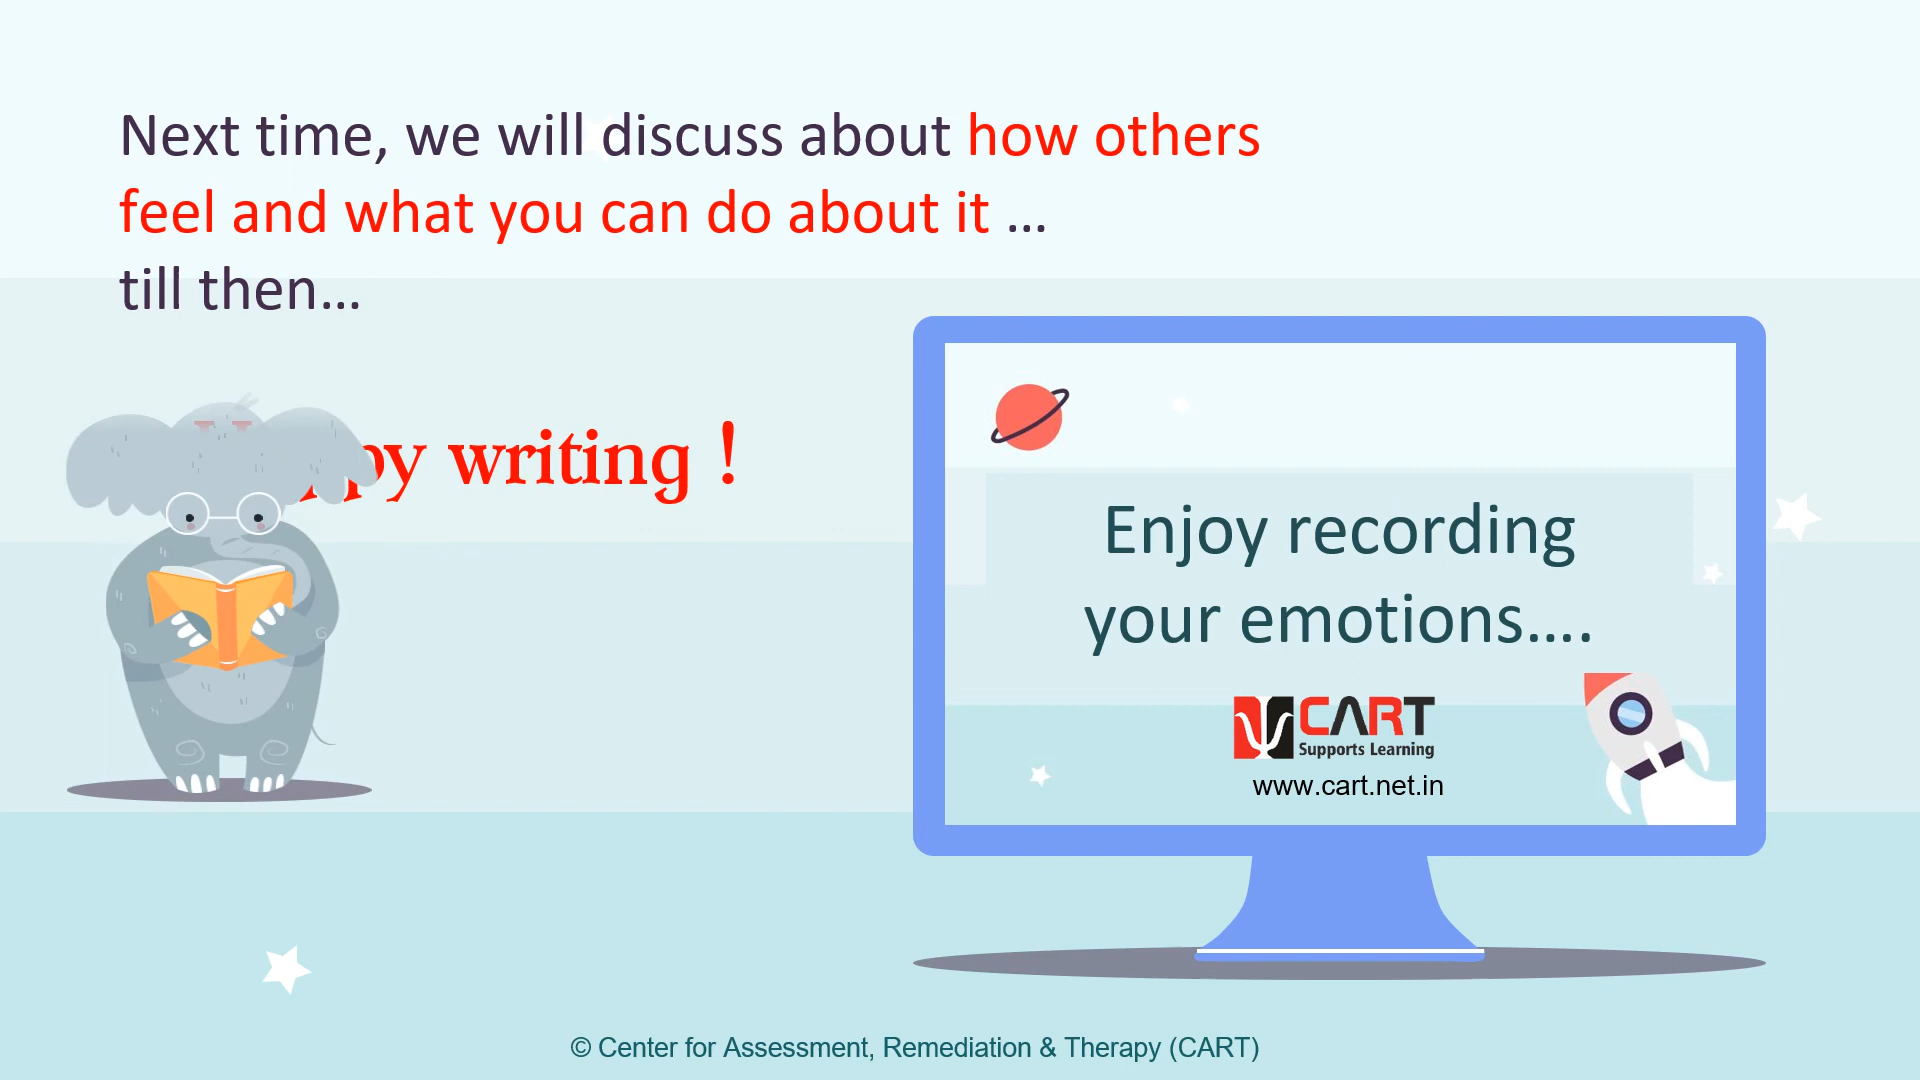 Next time, we will discuss about how others
feel and what you can do about it ...
till then...
writing !
Enjoy recording
your emotions....
CART
Supports Learning
www.cart.net.in
© Center for Assessment, Remediation & Therapy (CART)